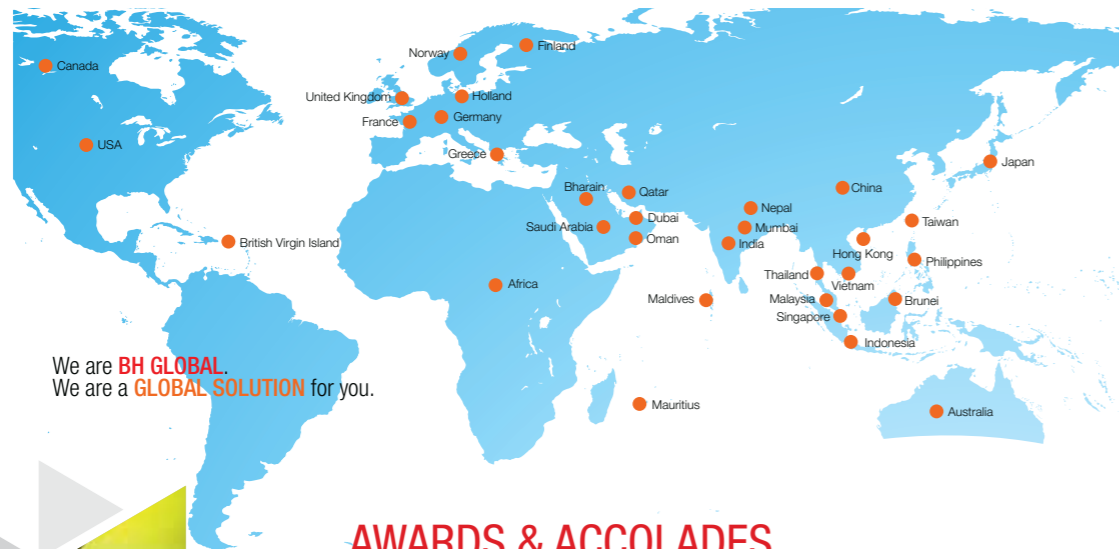 Finland
Norway
Canada
United Kingdom
Holland
France
Germany
USA
Greece
Japan
Bharain
Qatar
China
Nepal
Dubai
Taiwan
Saudi Arabia
Mumbai
Oman
India
British Virgin Island
Hong Kong
Philippines
Thailand
Africa
Vietnam
Maldives
Malaysia
Brunei
Singapore
Indonesia
We are BH GLOBAL.
We are a GLOBAL SOLUTION for you.
Mauritius
Australia
AWARDS & ACCOLADES